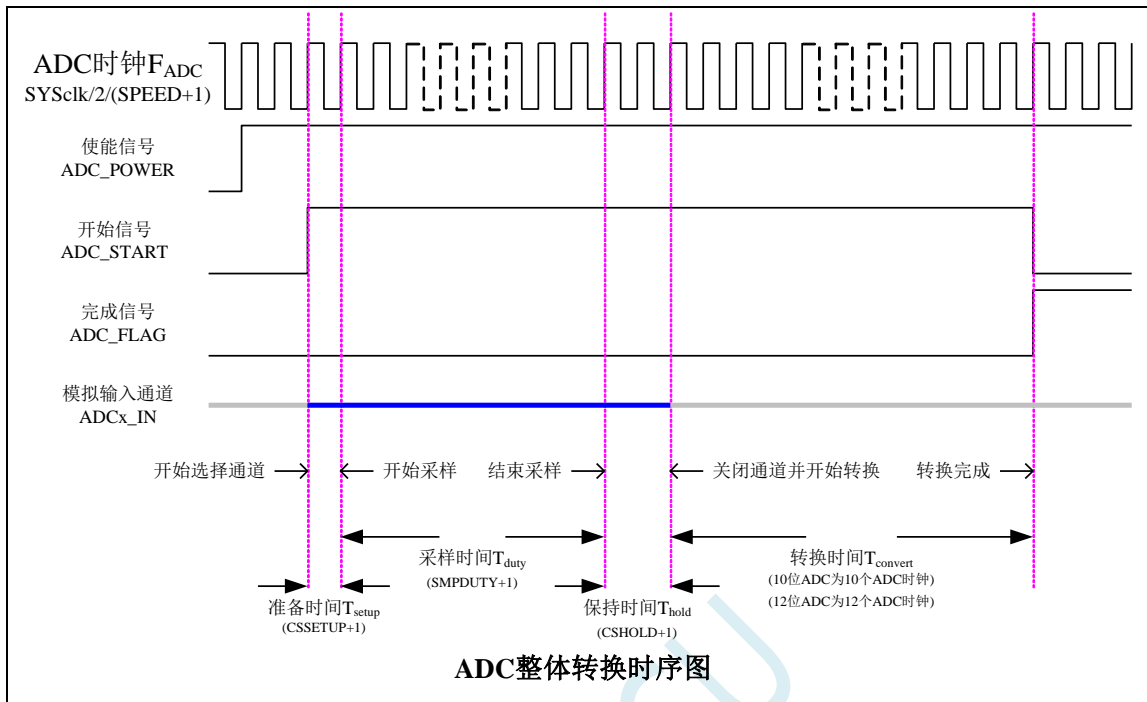 ADC时钟FADC
SYSclk/2/(SPEED+1)
使能信号
ADC_POWER
开始信号
ADC_START
完成信号
ADC_FLAG
模拟输入通道
ADCx_IN
开始选择通道 开始采样 结束采样 关闭通道并开始转换 转换完成
采样时间Tduty
(SMPDUTY+1)
转换时间Tconvert
(10位ADC为10个ADC时钟)
(12位ADC为12个ADC时钟)
准备时间Tsetup
(CSSETUP+1)
保持时间Thold
(CSHOLD+1)
ADC整体转换时序图